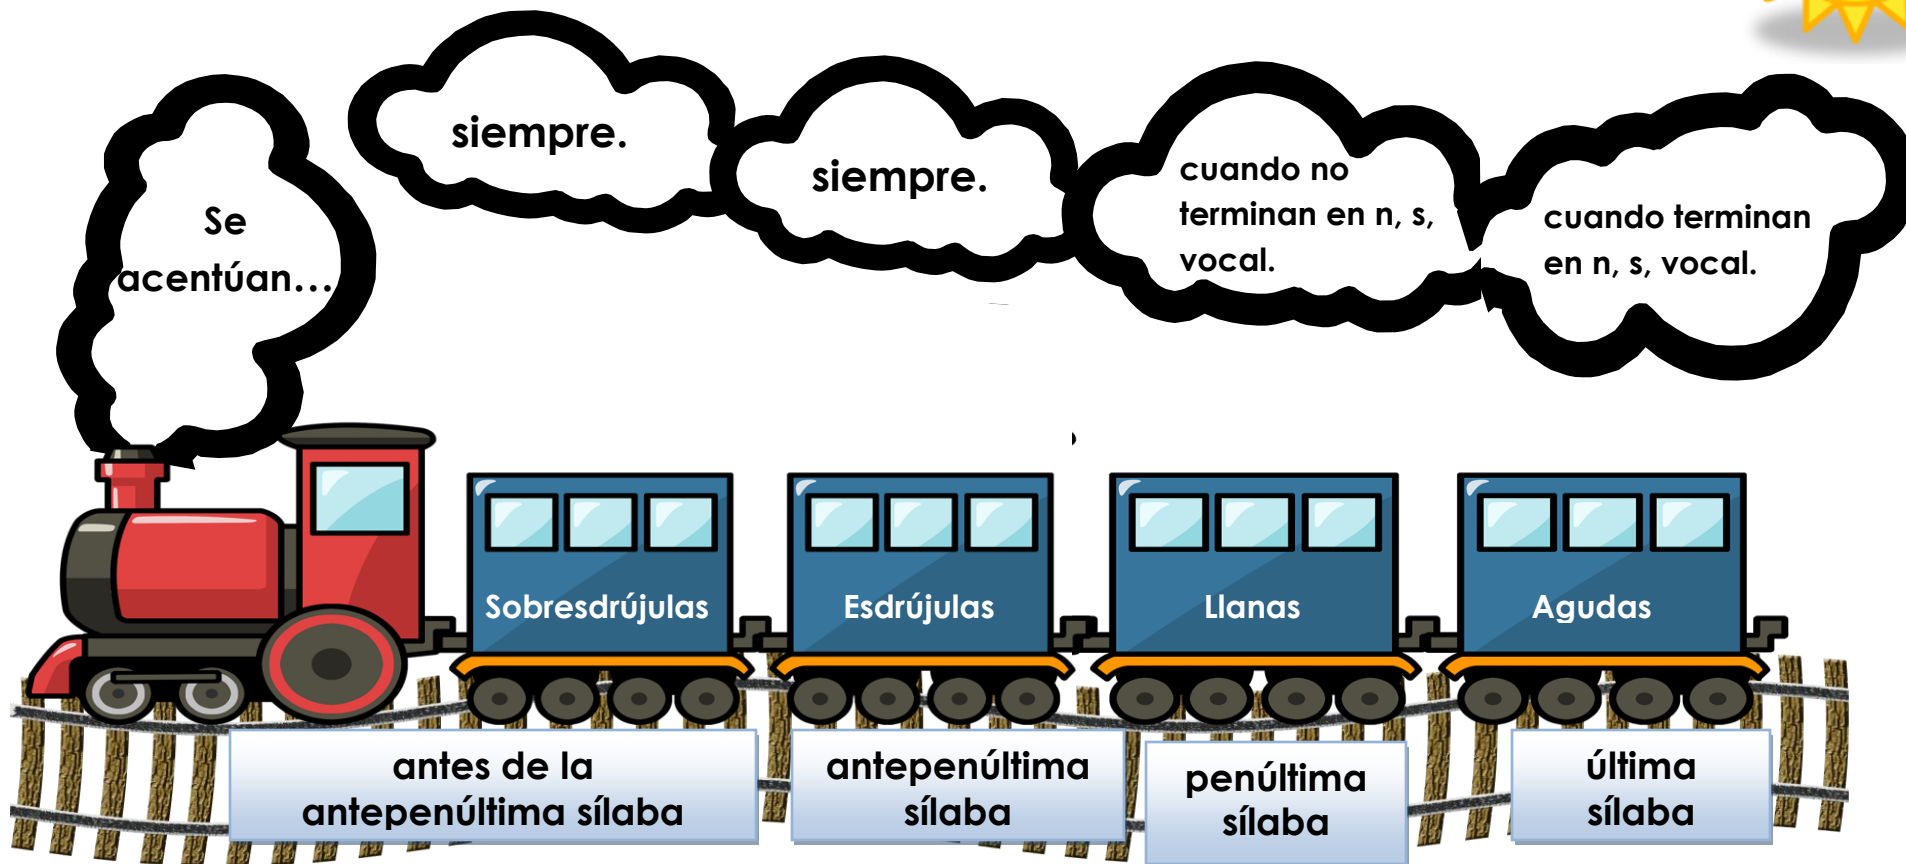 Se
acentúan...
siempre.
siempre.
cuando no
terminan en n, s,
vocal.
cuando terminan
en n, s, vocal.
Sobresdrújulas
Esdrújulas
Llanas
Agudas
antes de la
antepenúltima sílaba
antepenúltima
sílaba
penúltima
sílaba
última
sílaba